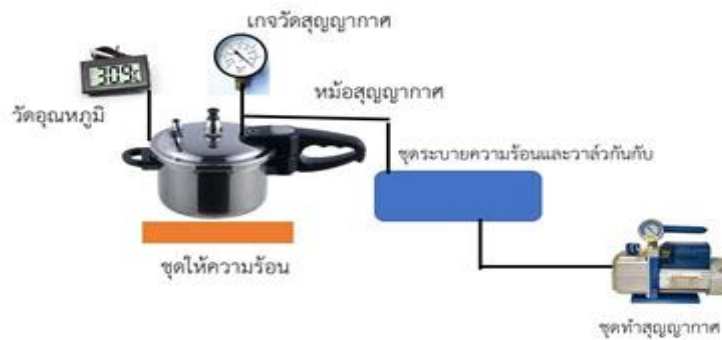 เกจวัดสุญญากาศ
วัดอุณหภูมิ
หม้อสุญญากาศ
ชุดระบายความร้อนและวาล์วกันกับ
ชุดให้ความร้อน
ชุดทำสุญญากาศ